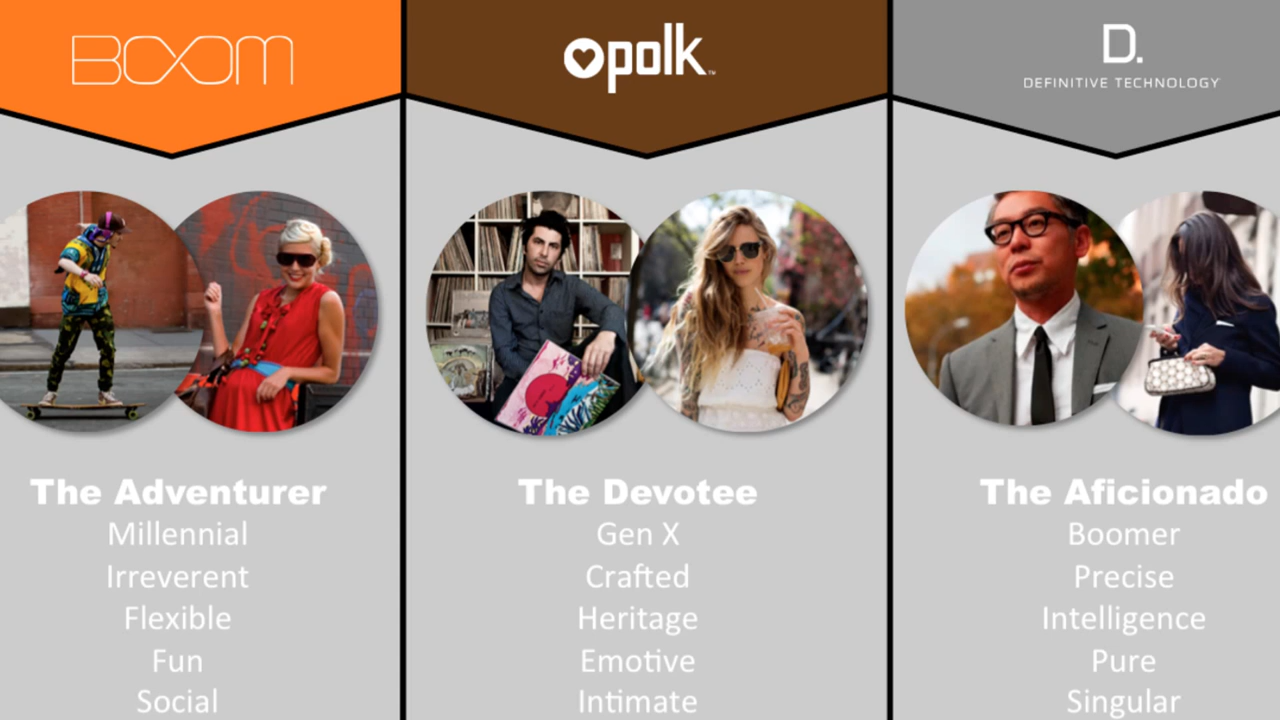 BOOM
polk™
D.
DEFINITIVE TECHNOLOGY
The Adventurer
Millennial
Irreverent
Flexible
Fun
Social
The Devotee
Gen X
Crafted
Heritage
Emotive
Intimate
The Aficionado
Boomer
Precise
Intelligence
Pure
Singular